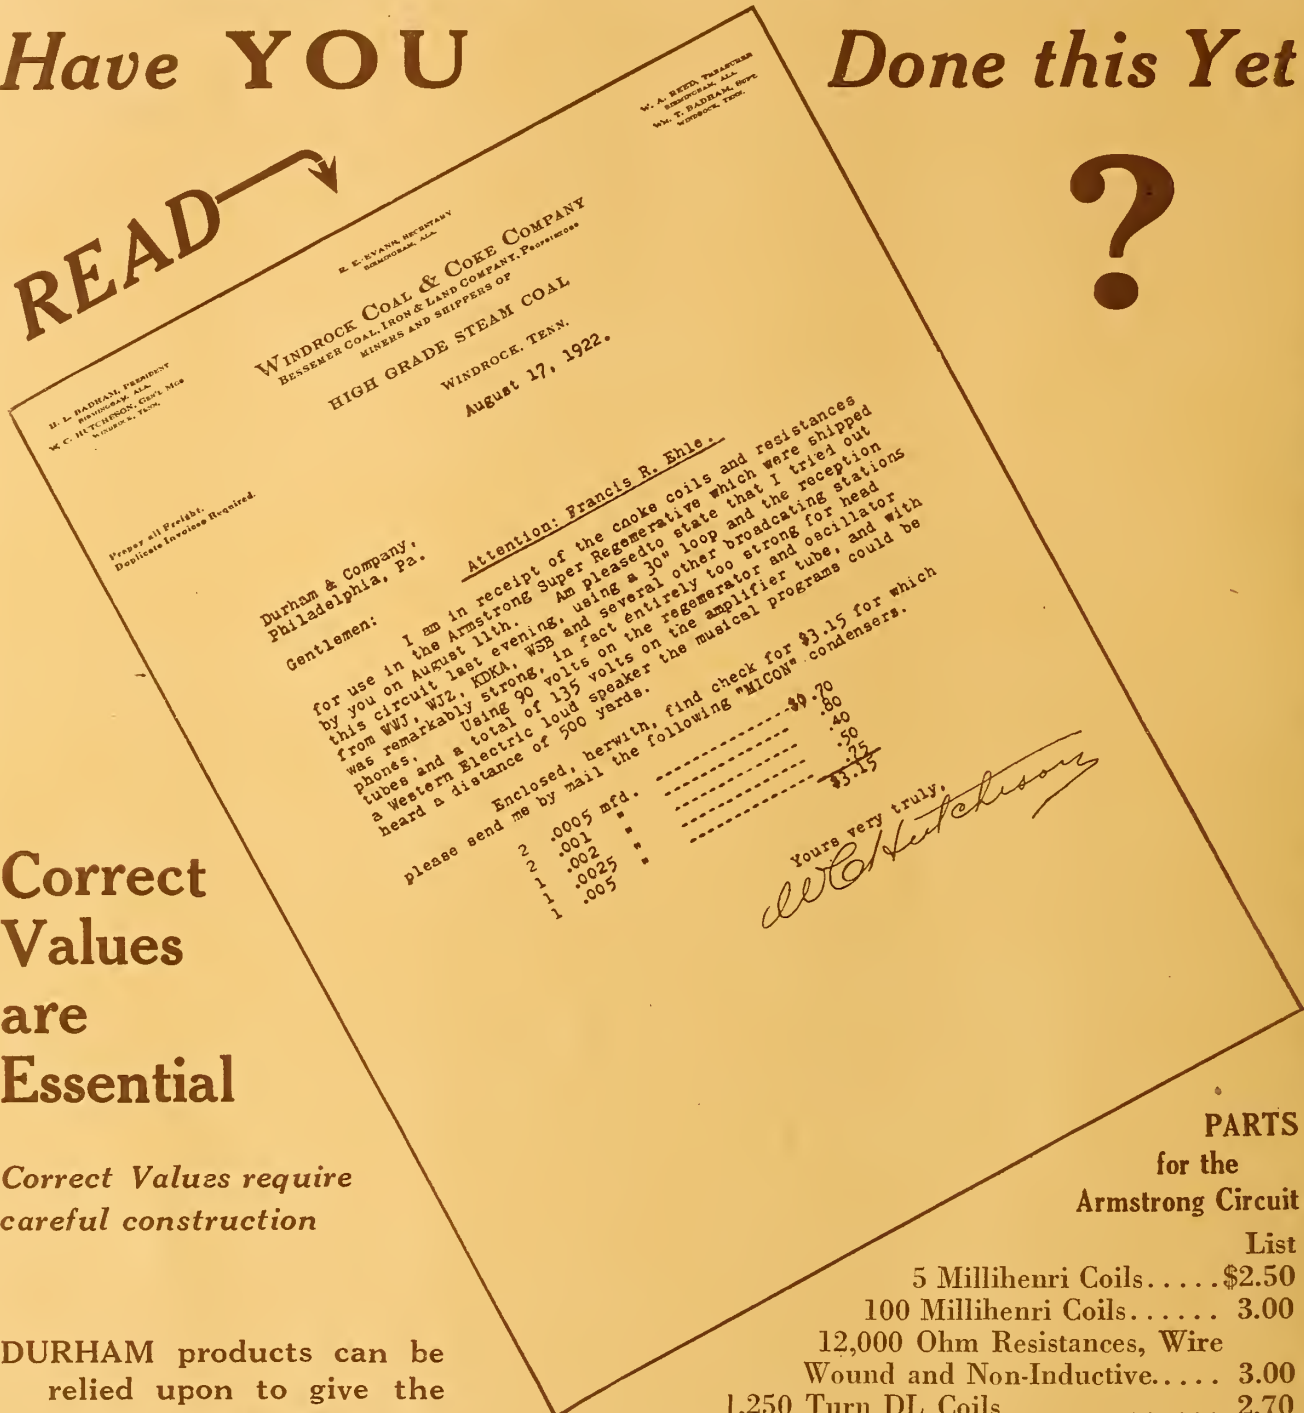 Have YOU Done this Yet
?
READ
W. A. REED, TREASURER
BIRMINGHAM, ALA.
WM. T. BADHAM, SUPT.
WINDROCK, TENN.
R. E. EVANS, SECRETARY
BIRMINGHAM, ALA.
H. L. BADHAM, PRESIDENT
BIRMINGHAM, ALA.
W. C. HUTCHESON, GEN'L MGR
WINDROCK, TENN.
WINDROCK COAL & COKE COMPANY
BESSEMER COAL, IRON & LAND COMPANY, PROPRIETORS
MINERS AND SHIPPERS OF
HIGH GRADE STEAM COAL
WINDROCK, TENN.
August 17, 1922.
Prepay all Freight.
Duplicate Invoices Required.
Durham & Company,
Philadelphia, Pa.
Attention: Francis R. Ehle.
Gentlemen:
I am in receipt of the choke coils and resistances
for use in the Armstrong Super Regenerative which were shipped
by you on August 11th. Am pleasedto state that I tried out
this circuit last evening, using a 30" loop and the reception
from WWJ, WJZ, KDKA, WSB and several other broadcating stations
was remarkably strong, in fact entirely too strong for head
phones. Using 90 volts on the regemerator and oscillator
tubes and a total of 135 volts on the amplifier tube, and with
a Western Electric loud speaker the musical programs could be
heard a distance of 500 yards.
Enclosed, herwith, find check for $3.15 for which
please send me by mail the following "MICON" condensers.
2 .0005 mfd. ---------------$0.70
2 .001 " --------------- .80
1 .002 " --------------- .40
1 .0025 " --------------- .50
1 .005 " --------------- .75
$3.15
Yours very truly,
W C Hutcheson
Correct
Values
are
Essential
Correct Values require
careful construction
DURHAM products can be
relied upon to give the
PARTS
for the
Armstrong Circuit
List
5 Millihenri Coils.....$2.50
100 Millihenri Coils...... 3.00
12,000 Ohm Resistances, Wire
Wound and Non-Inductive..... 3.00
1,250 Turn DL Coils............ 2.70